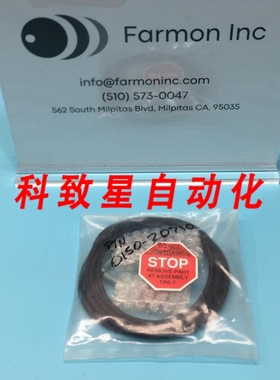 Farmon Inc
info@farmoninc.com
(510) 573-0047
562 South Milpitas Blvd, Milpitas CA, 95035
科致星自动化
P/N
0150-20710
STOP
REMOVE PART
AT ASSEMBLY
ONLY